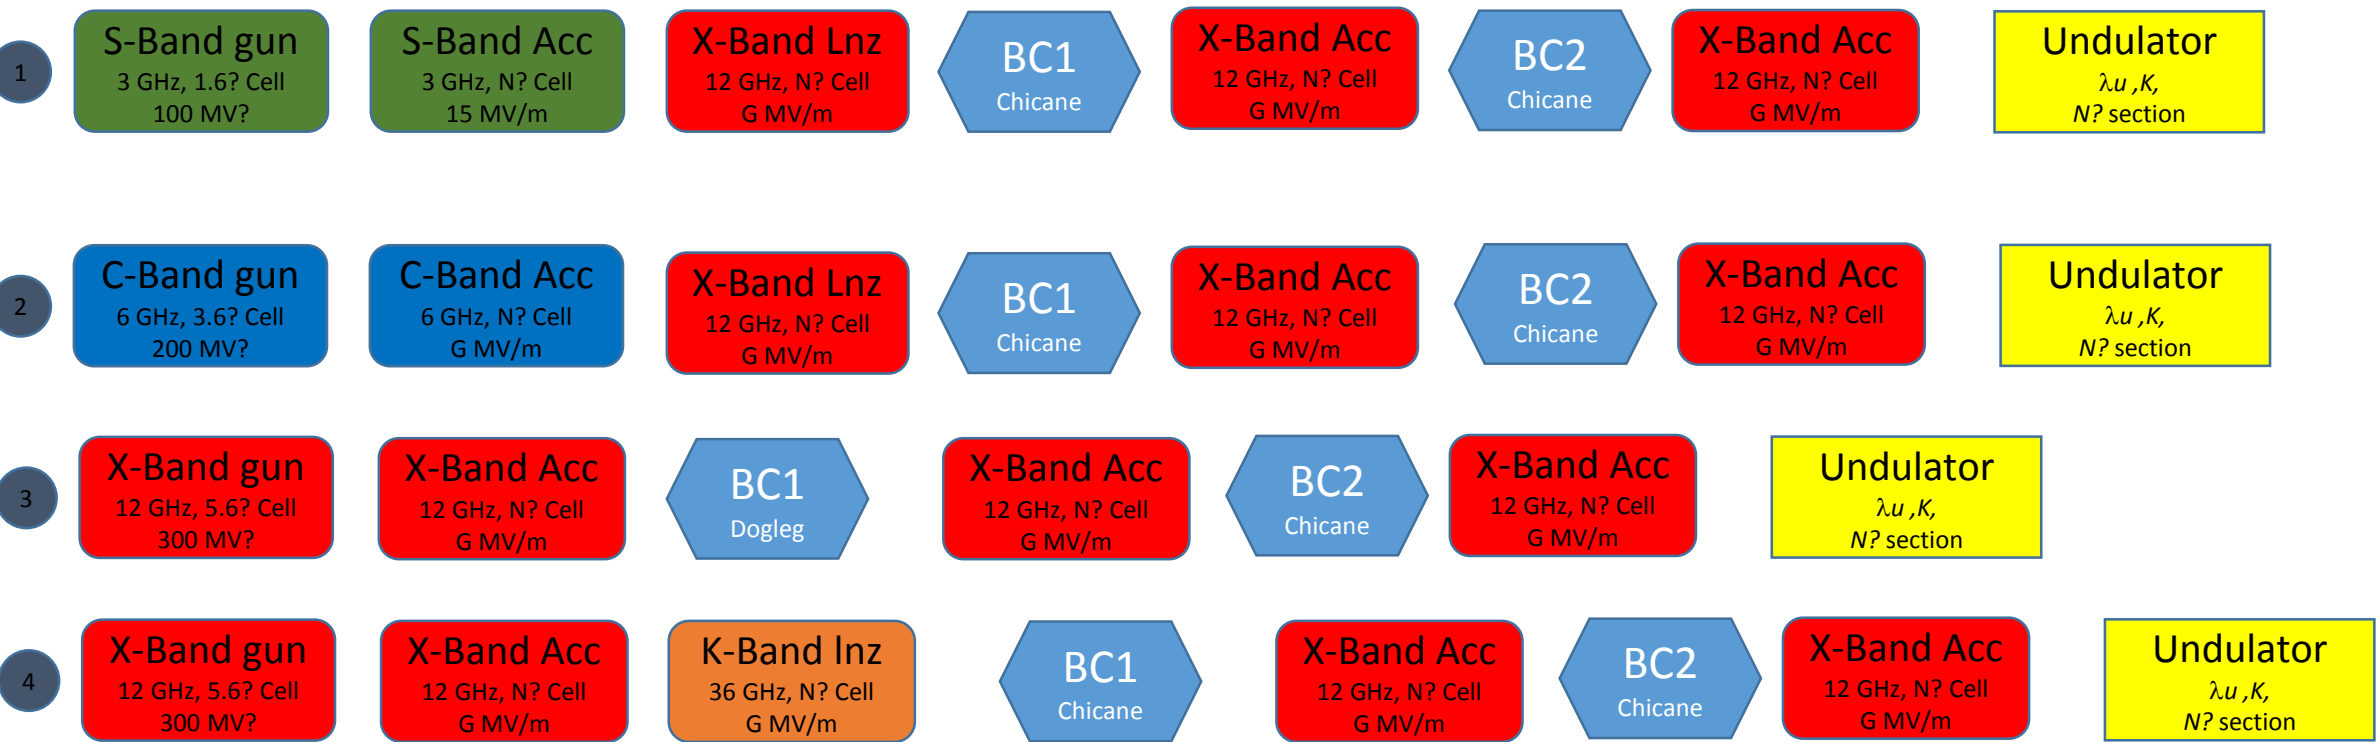 1
S-Band gun
3 GHz, 1.6? Cell
100 MV?
S-Band Acc
3 GHz, N? Cell
15 MV/m
X-Band Lnz
12 GHz, N? Cell
G MV/m
BC1
Chicane
X-Band Acc
12 GHz, N? Cell
G MV/m
BC2
Chicane
X-Band Acc
12 GHz, N? Cell
G MV/m
Undulator
λu ,K,
N? section
2
C-Band gun
6 GHz, 3.6? Cell
200 MV?
C-Band Acc
6 GHz, N? Cell
G MV/m
X-Band Lnz
12 GHz, N? Cell
G MV/m
BC1
Chicane
X-Band Acc
12 GHz, N? Cell
G MV/m
BC2
Chicane
X-Band Acc
12 GHz, N? Cell
G MV/m
Undulator
λu ,K,
N? section
3
X-Band gun
12 GHz, 5.6? Cell
300 MV?
X-Band Acc
12 GHz, N? Cell
G MV/m
BC1
Dogleg
X-Band Acc
12 GHz, N? Cell
G MV/m
BC2
Chicane
X-Band Acc
12 GHz, N? Cell
G MV/m
Undulator
λu ,K,
N? section
4
X-Band gun
12 GHz, 5.6? Cell
300 MV?
X-Band Acc
12 GHz, N? Cell
G MV/m
K-Band lnz
36 GHz, N? Cell
G MV/m
BC1
Chicane
X-Band Acc
12 GHz, N? Cell
G MV/m
BC2
Chicane
X-Band Acc
12 GHz, N? Cell
G MV/m
Undulator
λu ,K,
N? section